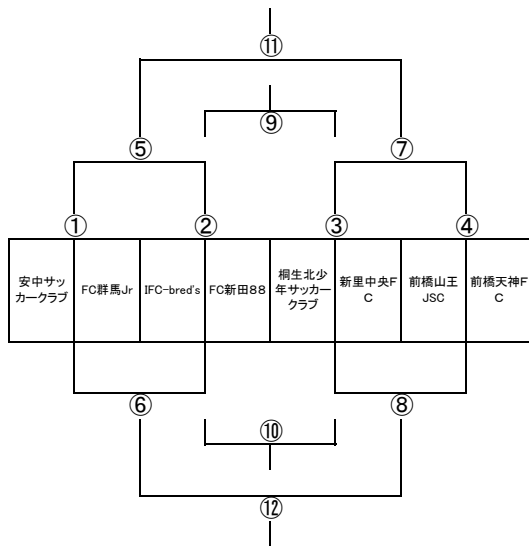 ⑪
⑨
⑤
⑦
①
②
③
④
安中サッ
カークラブ
FC群馬Jr
IFC-bred's
FC新田88
桐生北少
年サッカー
クラブ
新里中央F
C
前橋山王
JSC
前橋天神F
C
⑥
⑧
⑩
⑫